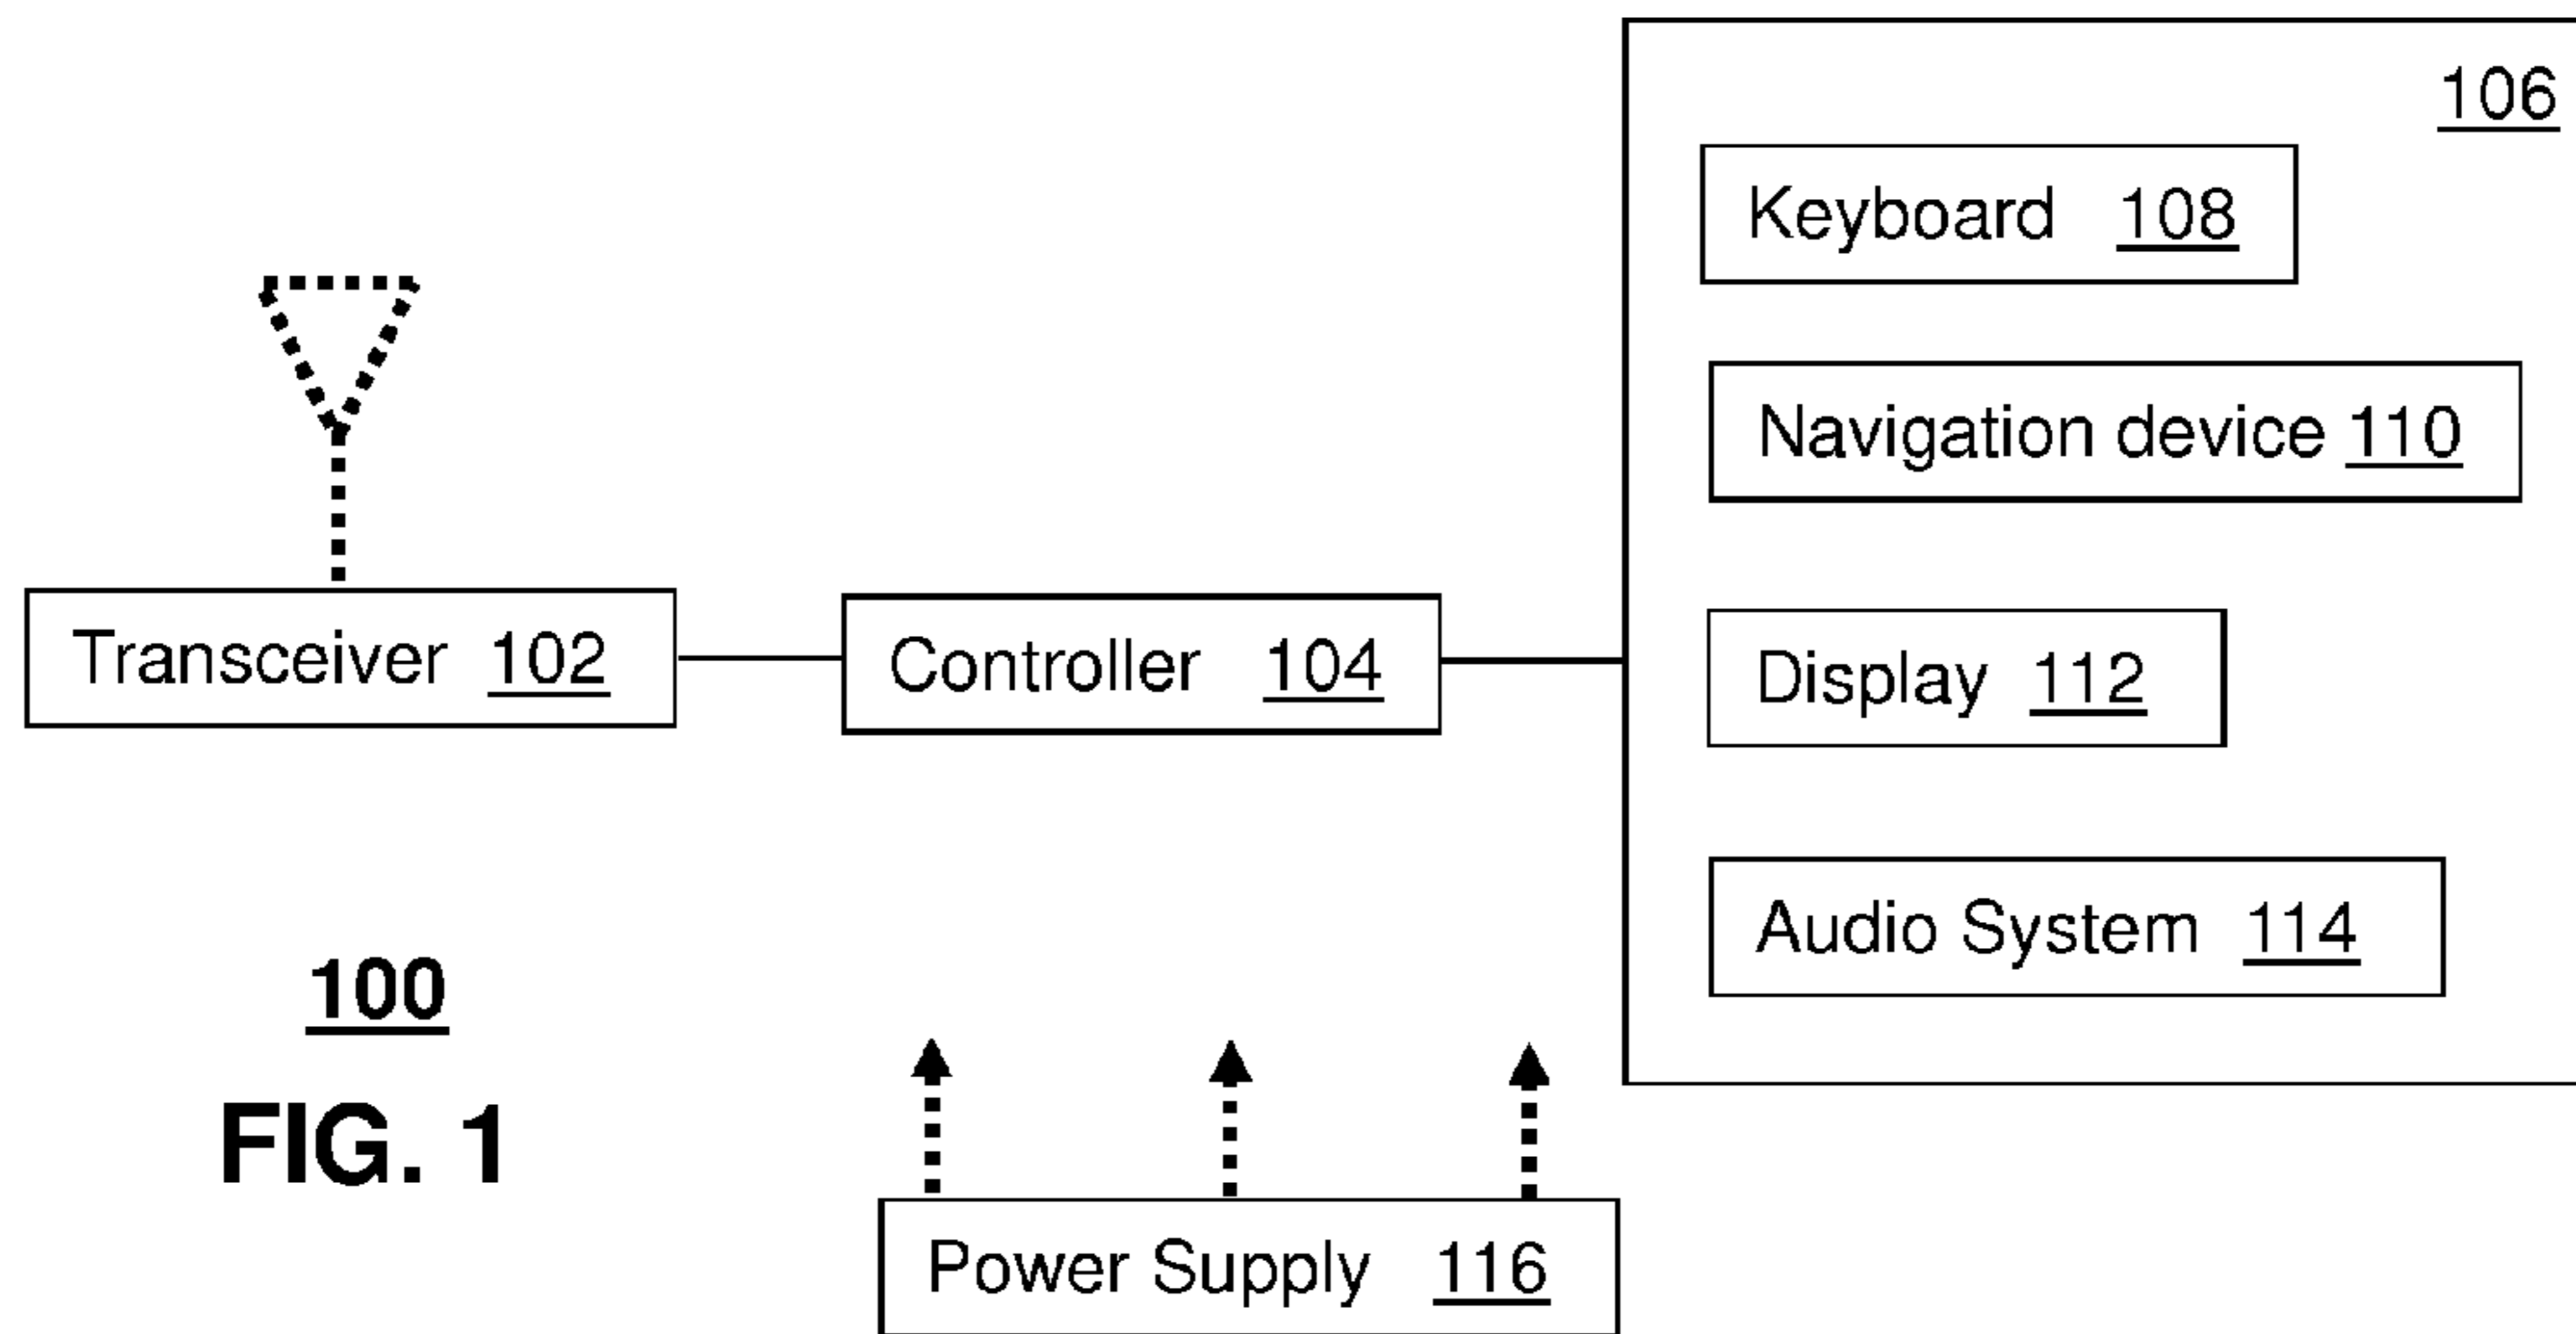 106
Keyboard 108
Navigation device 110
Transceiver 102
Controller 104
Display 112
Audio System 114
100
FIG. 1
Power Supply 116